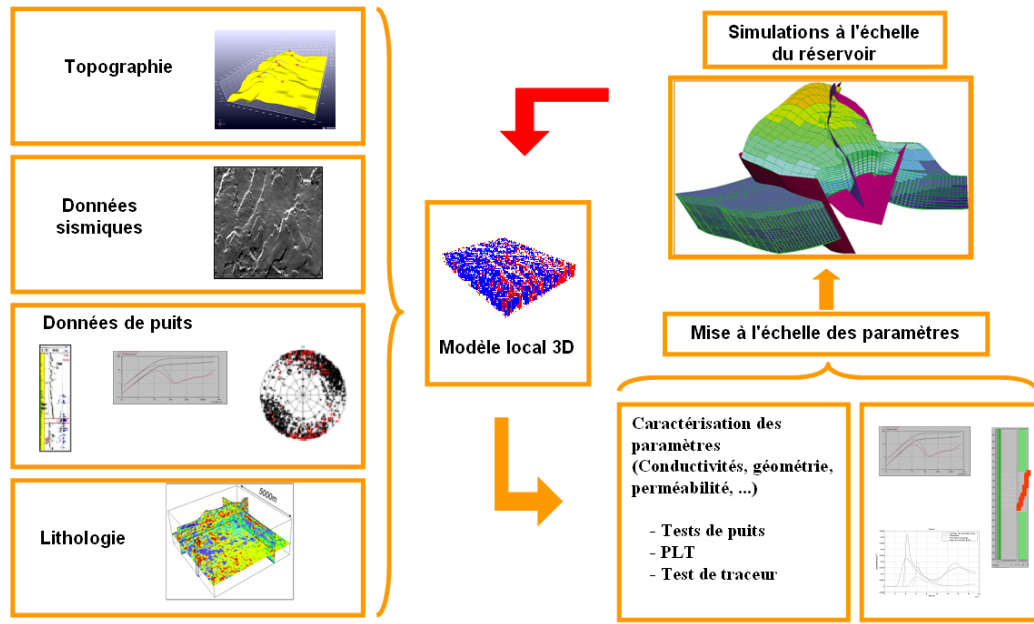 Topographie
Données
sismiques
Données de puits
Lithologie
5000m
Modèle local 3D
Simulations à l'échelle
du réservoir
Mise à l'échelle des paramètres
Caractérisation des
paramètres
(Conductivités, géométrie,
perméabilité, ...)
- Tests de puits
- PLT
- Test de traceur